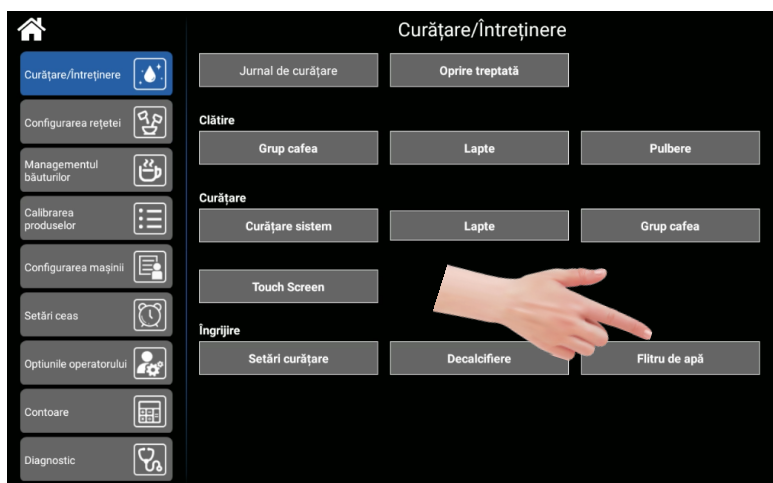 Curățare/Întreținere
Curățare/Întreținere
Jurnal de curățare
Oprire treptată
Configurarea rețetei
Clătire
Grup cafea
Lapte
Pulbere
Managementul
băuturilor
Curățare
Calibrarea
produselor
Curățare sistem
Lapte
Grup cafea
Configurarea mașinii
Touch Screen
Setări ceas
Îngrijire
Optiunile operatorului
Setări curățare
Decalcifiere
Flitru de apă
Contoare
Diagnostic